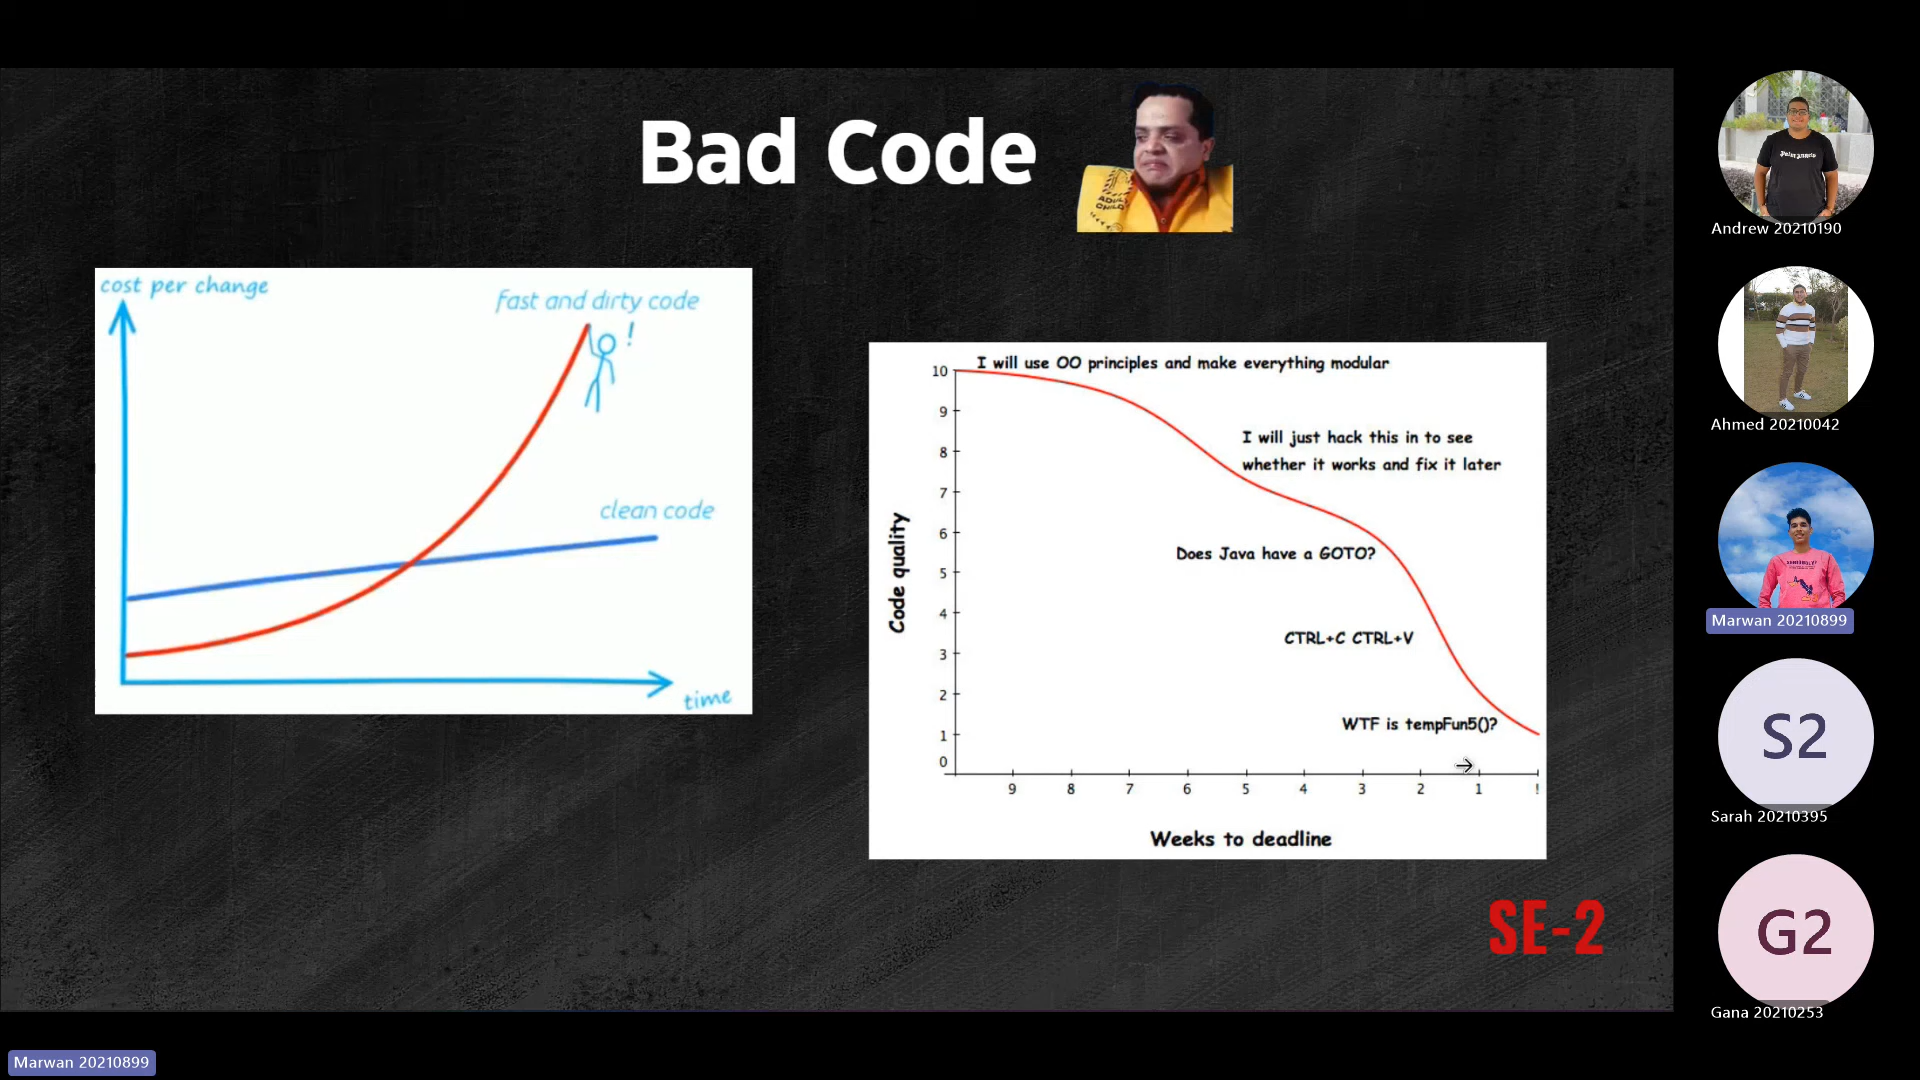 Bad Code
ADULT
CHILD
cost per change
fast and dirty code
!
clean code
time
I will use OO principles and make everything modular
I will just hack this in to see
whether it works and fix it later
Does Java have a GOTO?
CTRL+C CTRL+V
WTF is tempFun5()?
Code quality
10
9
8
7
6
5
4
3
2
1
0
9 8 7 6 5 4 3 2 1 !
Weeks to deadline
SE-2
Andrew 20210190
Ahmed 20210042
Marwan 20210899
S2
Sarah 20210395
G2
Gana 20210253
Marwan 20210899